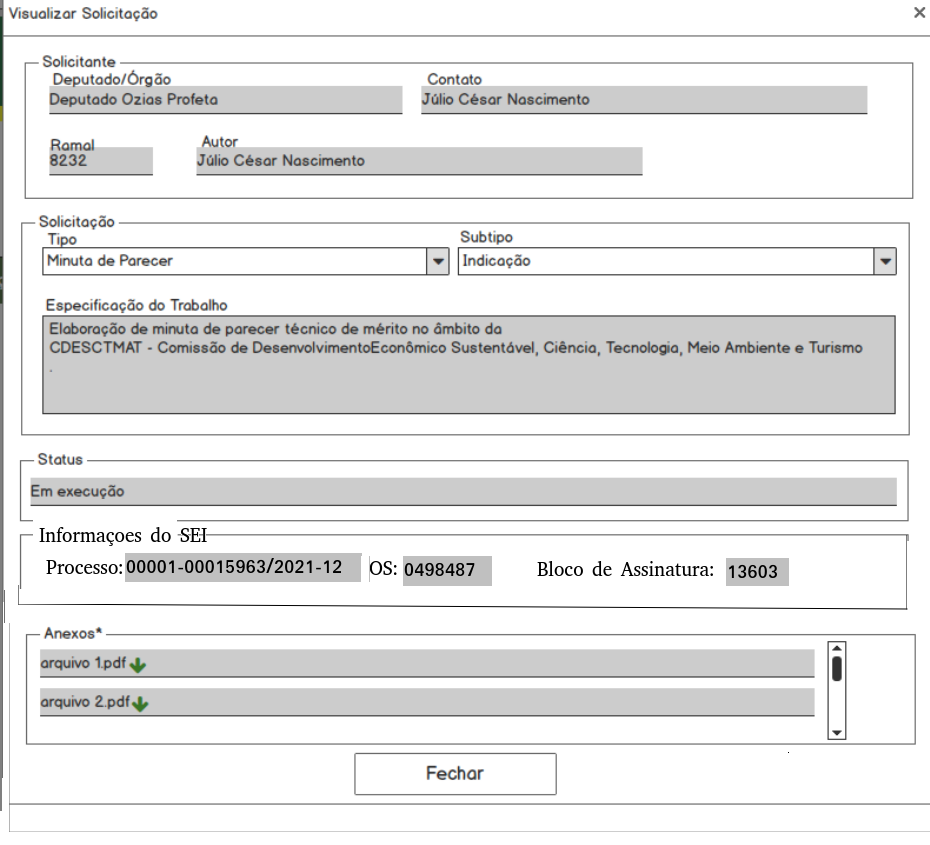 Visualizar Solicitação ×
Solicitante
Deputado/Órgão Contato
Deputado Ozias Profeta Júlio César Nascimento
Ramal Autor
8232 Júlio César Nascimento
Solicitação
Tipo Subtipo
Minuta de Parecer Indicação
Especificação do Trabalho
Elaboração de minuta de parecer técnico de mérito no âmbito da
CDESCTMAT - Comissão de DesenvolvimentoEconômico Sustentável, Ciência, Tecnologia, Meio Ambiente e Turismo
.
Status
Em execução
Informaçoes do SEI
Processo: 00001-00015963/2021-12 OS: 0498487 Bloco de Assinatura: 13603
Anexos*
arquivo 1.pdf
arquivo 2.pdf
Fechar